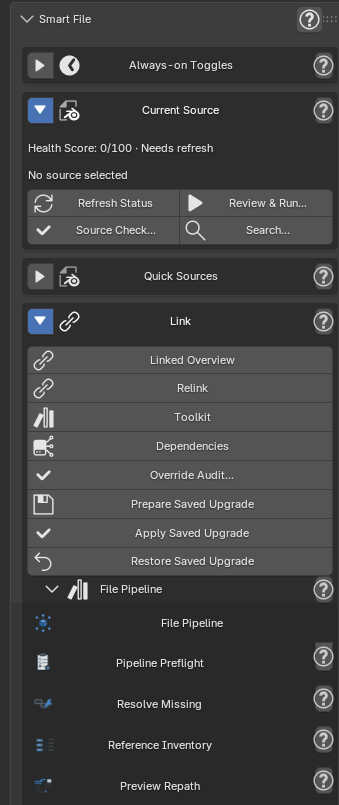 Smart File
Always-on Toggles
Current Source
Health Score: 0/100 · Needs refresh
No source selected
Refresh Status
Review & Run...
Source Check...
Search...
Quick Sources
Link
Linked Overview
Relink
Toolkit
Dependencies
Override Audit...
Prepare Saved Upgrade
Apply Saved Upgrade
Restore Saved Upgrade
File Pipeline
File Pipeline
Pipeline Preflight
Resolve Missing
Reference Inventory
Preview Repath